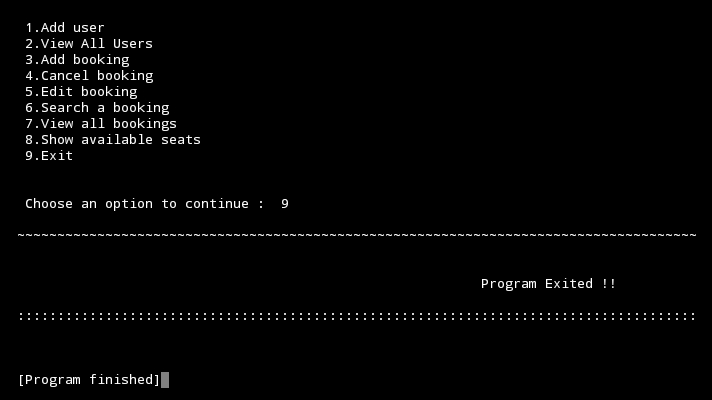 1.Add user
2.View All Users
3.Add booking
4.Cancel booking
5.Edit booking
6.Search a booking
7.View all bookings
8.Show available seats
9.Exit
Choose an option to continue :  9
~~~~~~~~~~~~~~~~~~~~~~~~~~~~~~~~~~~~~~~~~~~~~~~~~~~~~~~~~~~~~~~~~~~~~~~~~~~~~~~~~~~~~
Program Exited !!
:::::::::::::::::::::::::::::::::::::::::::::::::::::::::::::::::::::::::::::::::::::
[Program finished]